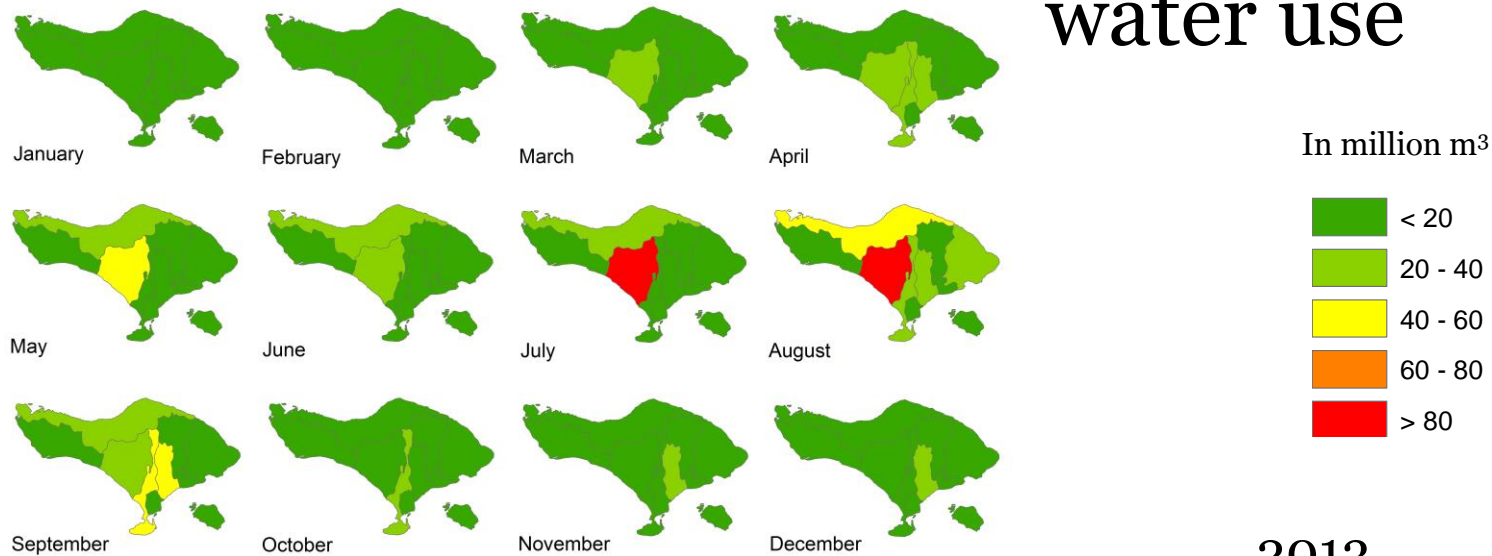 water use
January
February
March
April
In million m³
< 20
20 - 40
40 - 60
60 - 80
> 80
May
June
July
August
September
October
November
December